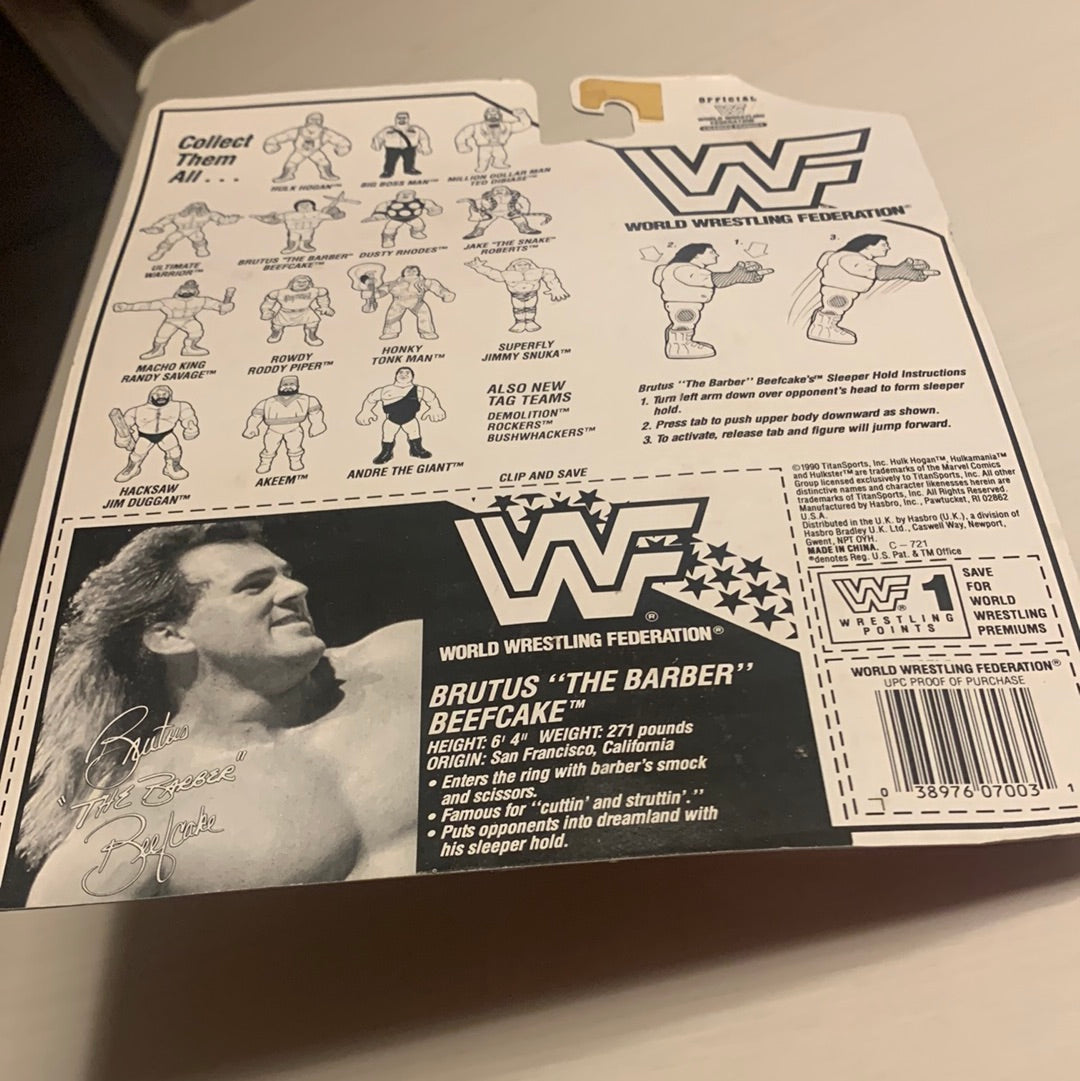 Collect
Them
All...
HULK HOGAN™
BIG BOSS MAN™
MILLION DOLLAR MAN
TED DIBIASE™
ULTIMATE
WARRIOR™
BRUTUS "THE BARBER"
BEEFCAKE™
DUSTY RHODES™
JAKE "THE SNAKE"
ROBERTS™
MACHO KING
RANDY SAVAGE™
ROWDY
RODDY PIPER™
HONKY
TONK MAN™
SUPERFLY
JIMMY SNUKA™
HACKSAW
JIM DUGGAN™
AKEEM™
ANDRE THE GIANT™
ALSO NEW
TAG TEAMS
DEMOLITION™
ROCKERS™
BUSHWHACKERS™
CLIP AND SAVE
OFFICIAL
WORLD WRESTLING
FEDERATION
WF
WORLD WRESTLING FEDERATION®
2. 1. 3.
Brutus "The Barber" Beefcake's™ Sleeper Hold Instructions
1. Turn left arm down over opponent's head to form sleeper
hold.
2. Press tab to push upper body downward as shown.
3. To activate, release tab and figure will jump forward.
©1990 TitanSports, Inc. Hulk Hogan™, Hulkamania™
and Hulkster™ are trademarks of the Marvel Comics
Group licensed exclusively to TitanSports, Inc. All other
distinctive names and character likenesses herein are
trademarks of TitanSports, Inc. All Rights Reserved.
Manufactured by Hasbro, Inc., Pawtucket, RI 02862
U.S.A.
Distributed in the U.K. by Hasbro (U.K.), a division of
Hasbro Bradley U.K. Ltd., Caswell Way, Newport,
Gwent, NPT OYH.
MADE IN CHINA. C-721
®denotes Reg. U.S. Pat. & TM Office
WF® 1
WRESTLING
POINTS
SAVE
FOR
WORLD
WRESTLING
PREMIUMS
WORLD WRESTLING FEDERATION®
UPC PROOF OF PURCHASE
0 38976 07003 1
WF®
WORLD WRESTLING FEDERATION®
BRUTUS "THE BARBER"
BEEFCAKE™
HEIGHT: 6' 4" WEIGHT: 271 pounds
ORIGIN: San Francisco, California
• Enters the ring with barber's smock
and scissors.
• Famous for "cuttin' and struttin'."
• Puts opponents into dreamland with
his sleeper hold.
Brutus
"THE BARBER"
Beefcake